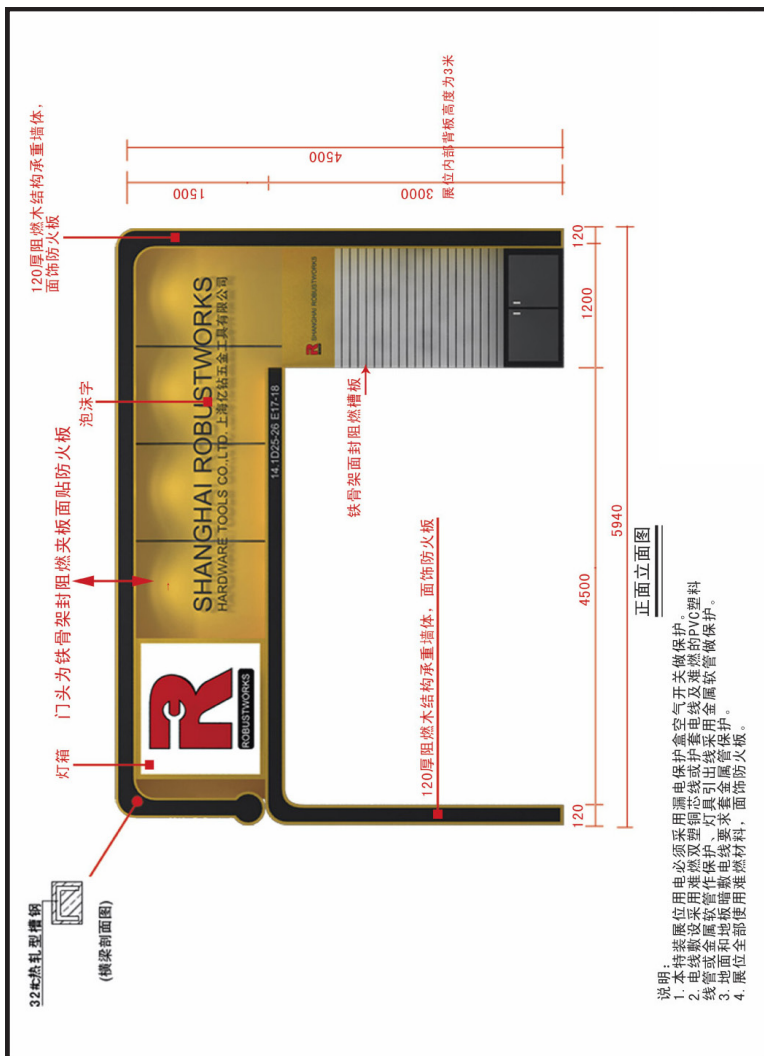 32#c热轧型槽钢
(横梁剖面图)
灯箱
门头为铁骨架封阻燃夹板面贴防火板
泡沫字
120厚阻燃木结构承重墙体,
面饰防火板
R
ROBUSTWORKS
SHANGHAI ROBUSTWORKS
HARDWARE TOOLS CO.,LTD. 上海亿钻五金工具有限公司
14.1D25-26 E17-18
R SHANGHAI ROBUSTWORKS
铁骨架面封阻燃槽板
120厚阻燃木结构承重墙体, 面饰防火板
1500
3000
4500
展位内部背板高度为3米
120
4500
1200
120
5940
正面立面图
说明:
1. 本特装展位用电必须采用漏电保护盒空气开关做保护。
2. 电线敷设采用难燃双塑铜芯线或护套电线及难燃的PVC塑料
线管或金属软管作保护、灯具引出线采用金属软管做保护。
3. 地面和地板暗敷电线要求套金属管保护。
4. 展位全部使用难燃材料, 面饰防火板。